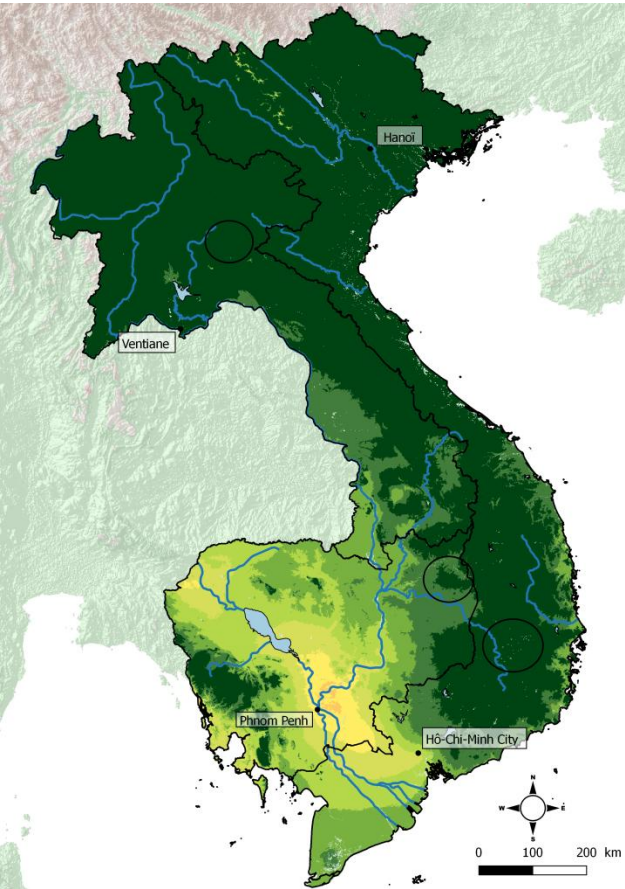 Hanoï
Ventiane
Phnom Penh
Hô-Chi-Minh City
N
W
E
S
0 100 200 km